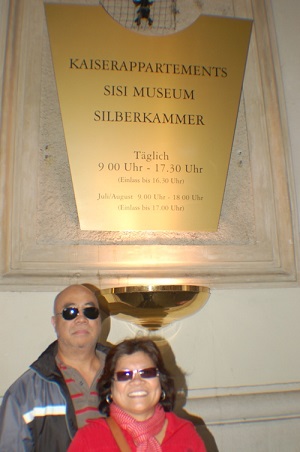 KAISERAPPARTEMENTS
SISI MUSEUM
SILBERKAMMER
Täglich
9.00 Uhr - 17.30 Uhr
(Einlass bis 16.30 Uhr)
Juli/August 9.00 Uhr - 18.00 Uhr
(Einlass bis 17.00 Uhr)